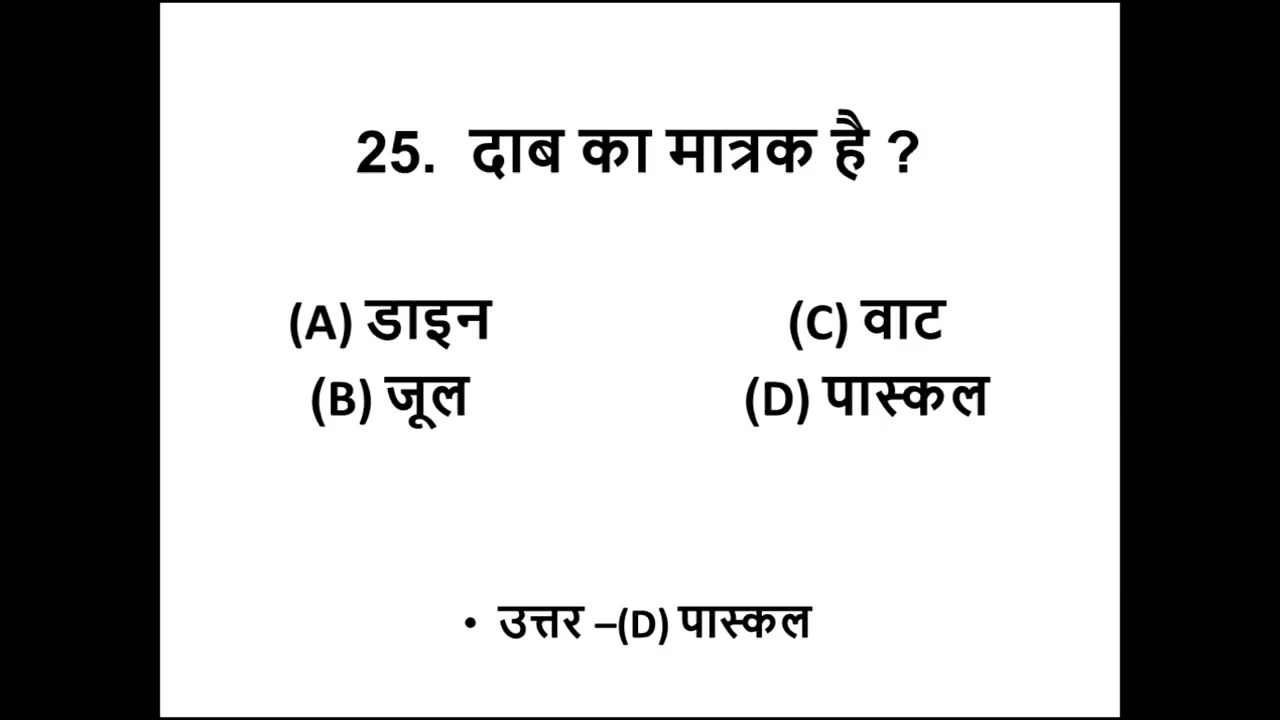 25. दाब का मात्रक है ?
(A) डाइन
(B) जूल
(C) वाट
(D) पास्कल
• उत्तर –(D) पास्कल